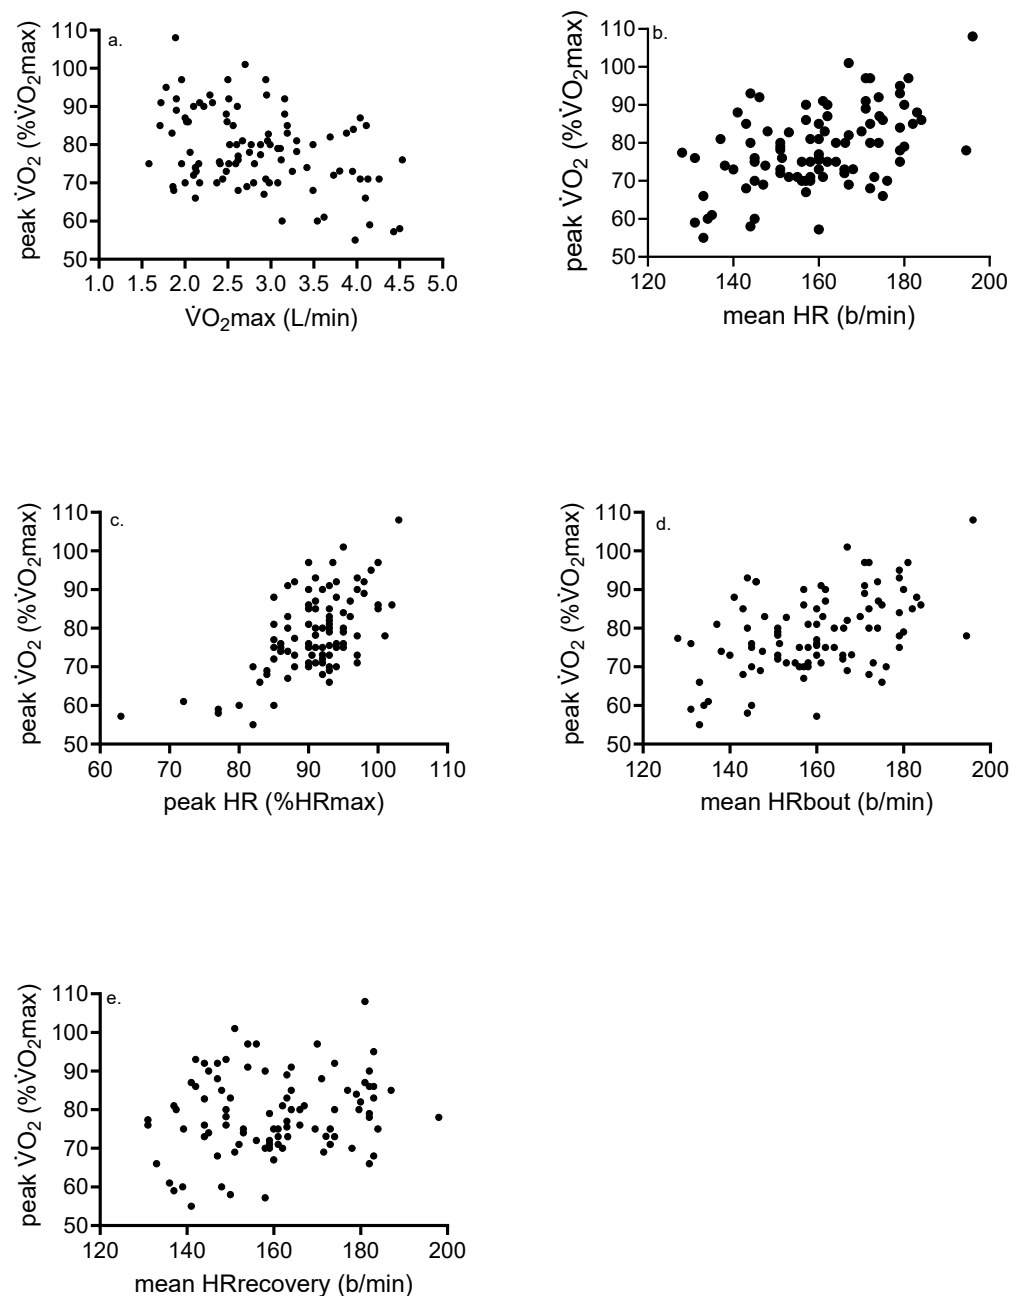 a.
peak V̇O₂ (%V̇O₂max)
110
100
90
80
70
60
50
1.0 1.5 2.0 2.5 3.0 3.5 4.0 4.5 5.0
V̇O₂max (L/min)
b.
peak V̇O₂ (%V̇O₂max)
110
100
90
80
70
60
50
120 140 160 180 200
mean HR (b/min)
c.
peak V̇O₂ (%V̇O₂max)
110
100
90
80
70
60
50
60 70 80 90 100 110
peak HR (%HRmax)
d.
peak V̇O₂ (%V̇O₂max)
110
100
90
80
70
60
50
120 140 160 180 200
mean HRbout (b/min)
e.
peak V̇O₂ (%V̇O₂max)
110
100
90
80
70
60
50
120 140 160 180 200
mean HRrecovery (b/min)